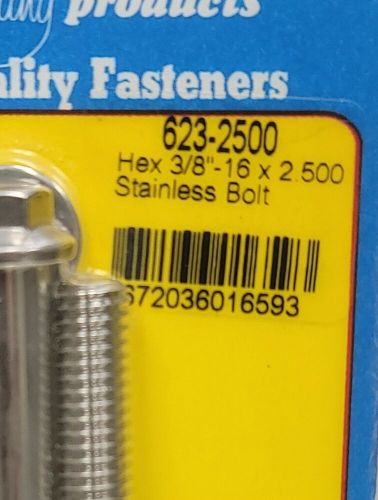 products
ality Fasteners
623-2500
Hex 3/8"-16 x 2.500
Stainless Bolt
672036016593